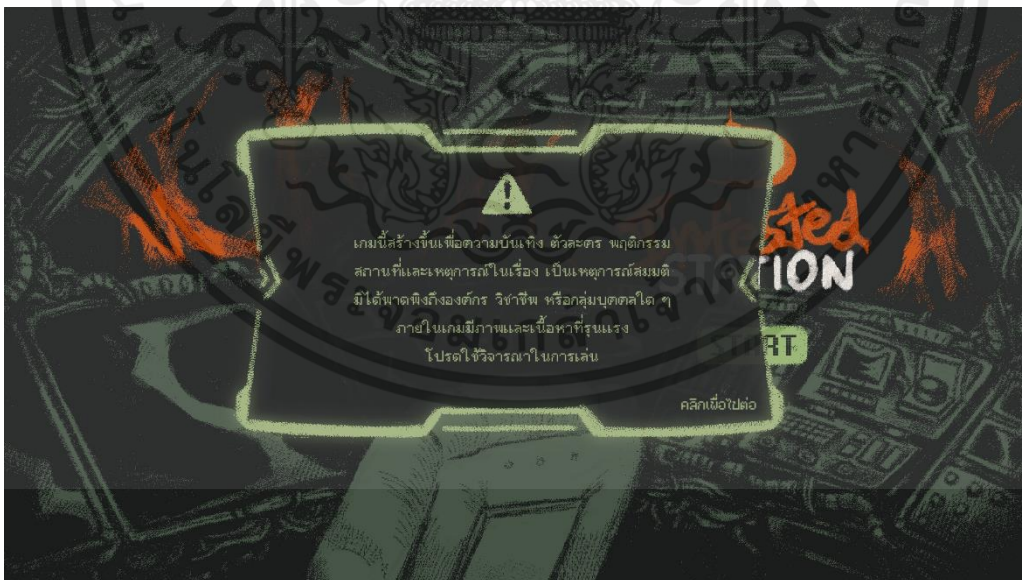 เกมนี้สร้างขึ้นเพื่อความบันเทิง ตัวละคร พฤติกรรม
สถานที่และเหตุการณ์ในเรื่อง เป็นเหตุการณ์สมมติ
มิได้พาดพิงถึงองค์กร วิชาชีพ หรือกลุ่มบุคคลใด ๆ
ภายในเกมมีภาพและเนื้อหาที่รุนแรง
โปรดใช้วิจารณาในการเล่น
คลิกเพื่อไปต่อ
STATION
START